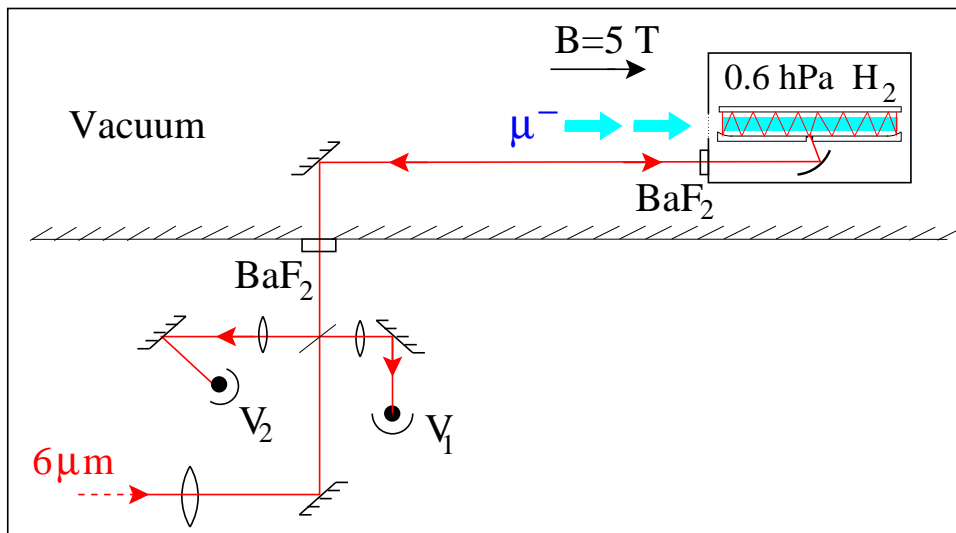 B=5 T
0.6 hPa H₂
Vacuum
μ⁻
BaF₂
BaF₂
V₂
V₁
6μm